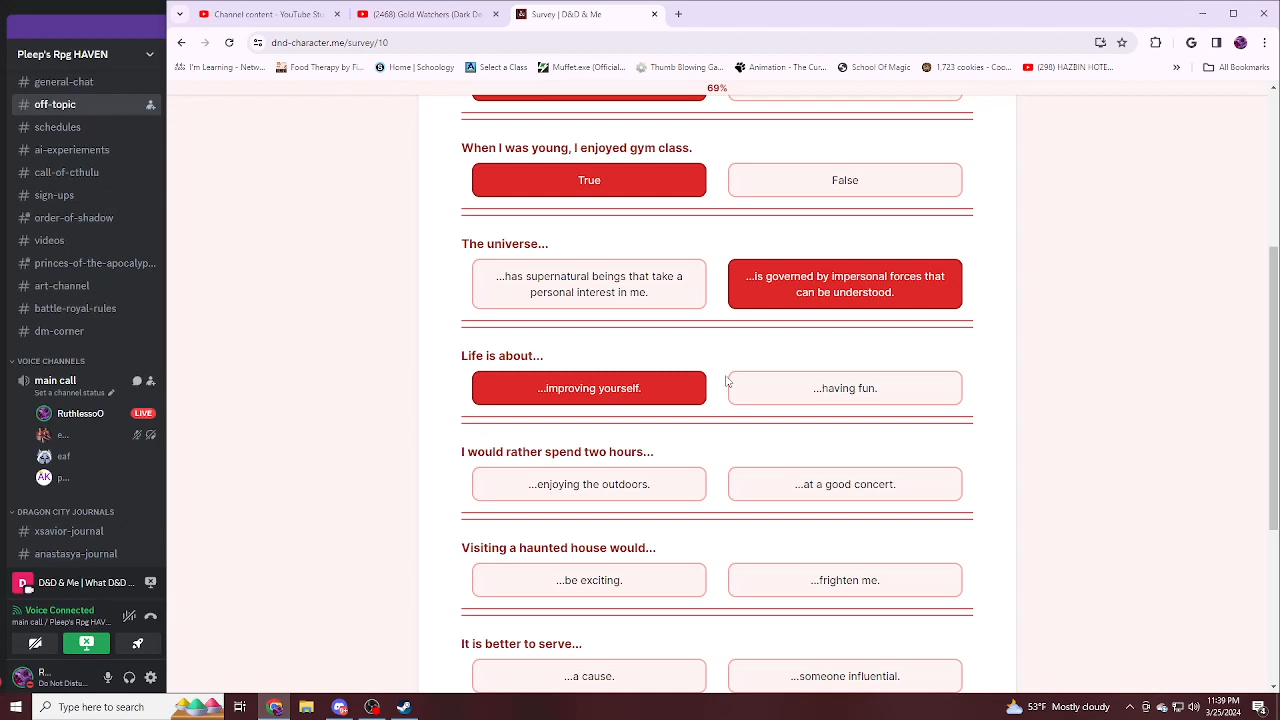 Pleep's Rpg HAVEN
general-chat
off-topic
schedules
ai-experients
call-of-cthulu
sign-ups
order-of-shadow
videos
princes-of-the-apocalyp...
art-channel
battle-royal-rules
dm-corner
VOICE CHANNELS
main call
Set a channel status
RuthlessoO
LIVE
e...
eaf
AK
p...
DRAGON CITY JOURNALS
xsavior-journal
anastasya-journal
D
D&D & Me | What D&D ...
Voice Connected
main call / Pleep's Rpg HAV...
R...
Do Not Distu...
Channel content - YouTube Stu
(2468) Gold Watchers (Dark De
Survey | D&D & Me
dnd-character.me/survey/10
I'm Learning - Netw...
Food Therapy by Fi...
Home | Schoology
Select a Class
Muffet.exe (Official...
Thumb Blowing Ga...
Animation - The Cur...
School Of Magic
1,723 cookies - Coo...
(298) HAZBIN HOTE...
»
All Bookmarks
69%
When I was young, I enjoyed gym class.
True
False
The universe...
...has supernatural beings that take a
personal interest in me.
...is governed by impersonal forces that
can be understood.
Life is about...
...improving yourself.
...having fun.
I would rather spend two hours...
...enjoying the outdoors.
...at a good concert.
Visiting a haunted house would...
...be exciting.
...frighten me.
It is better to serve...
...a cause.
...someone influential.
Type here to search
53°F Mostly cloudy
11:39 PM
3/25/2024